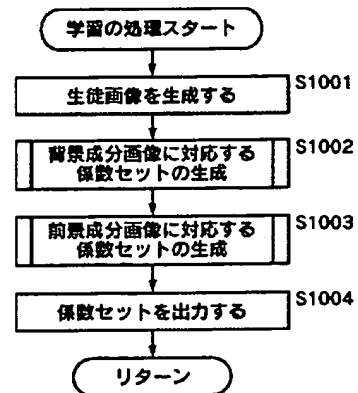 学習の処理スタート
生徒画像を生成する
S1001
背景成分画像に対応する
係数セットの生成
S1002
前景成分画像に対応する
係数セットの生成
S1003
係数セットを出力する
S1004
リターン